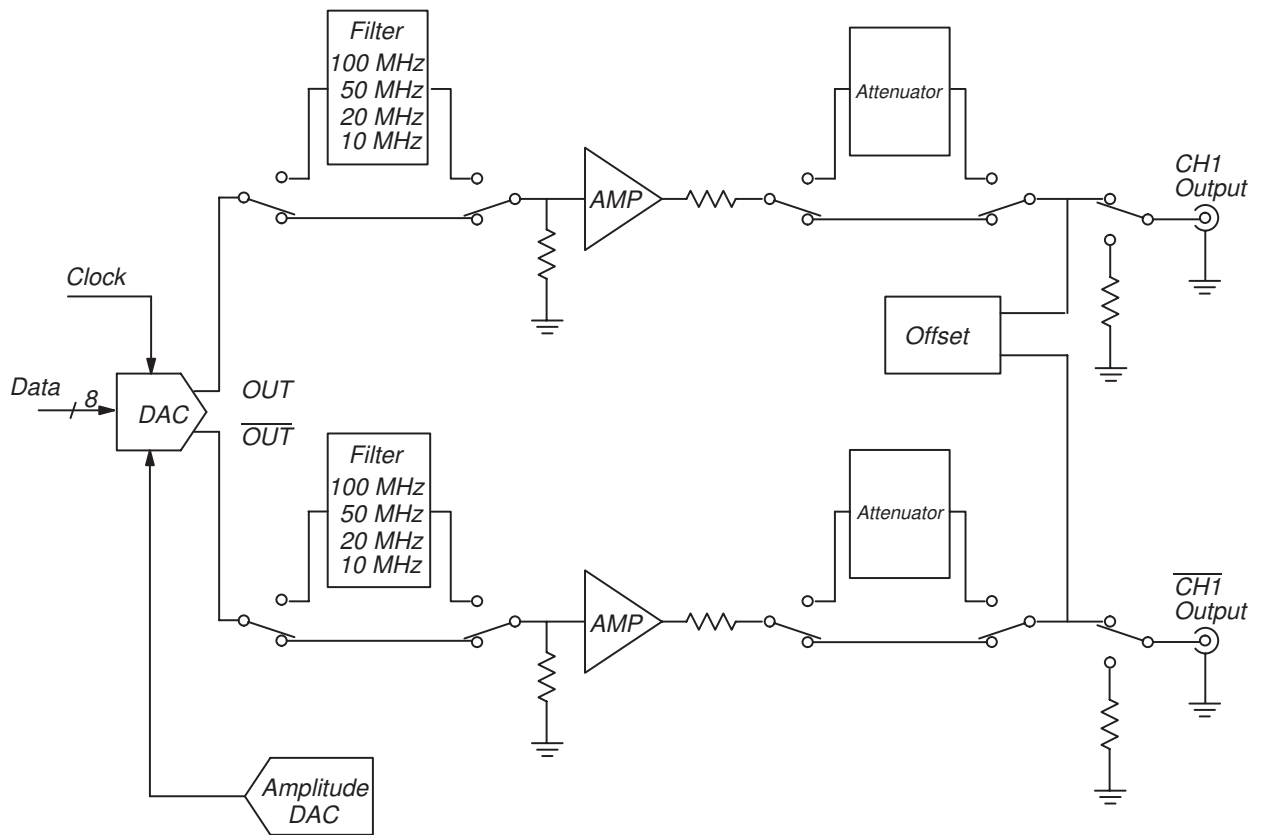 Filter
100 MHz
50 MHz
20 MHz
10 MHz
Attenuator
AMP
CH1
Output
Clock
Offset
Data
8
DAC
OUT
OUT
Filter
100 MHz
50 MHz
20 MHz
10 MHz
Attenuator
AMP
CH1
Output
Amplitude
DAC